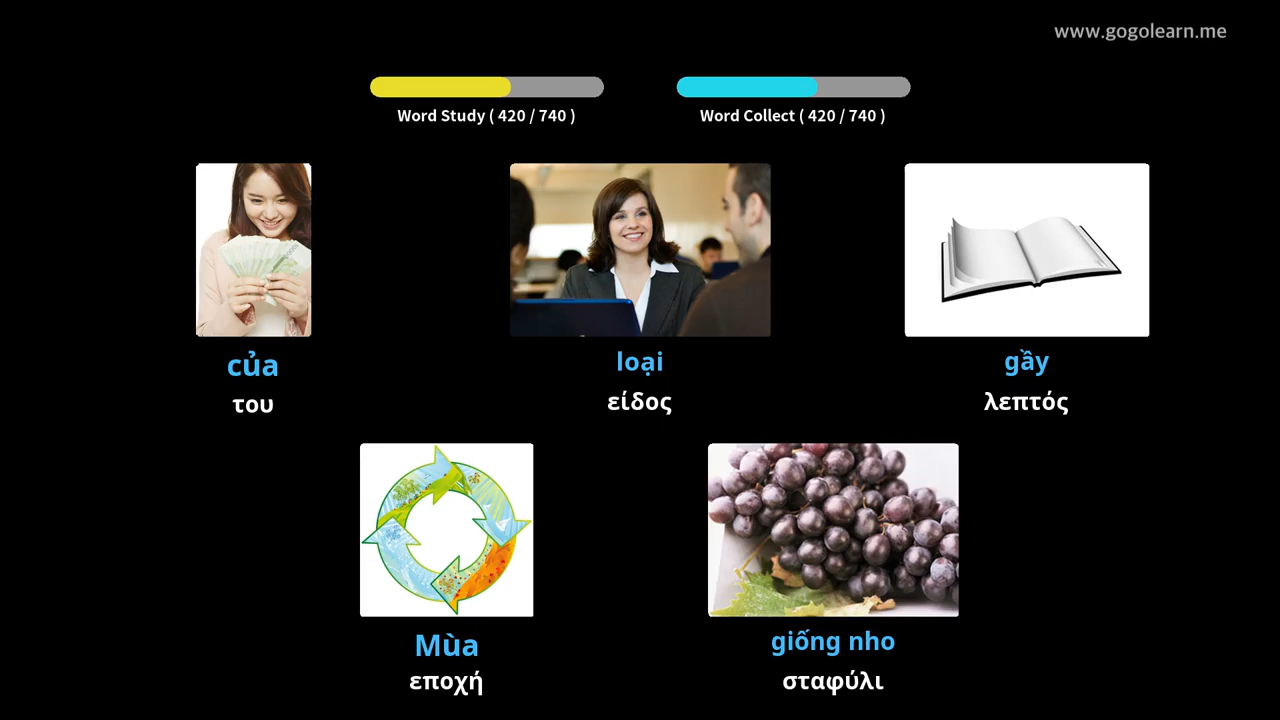 www.gogolearn.me
Word Study ( 420 / 740 )
Word Collect ( 420 / 740 )
của
του
loại
είδος
gầy
λεπτός
Mùa
εποχή
giống nho
σταφύλι